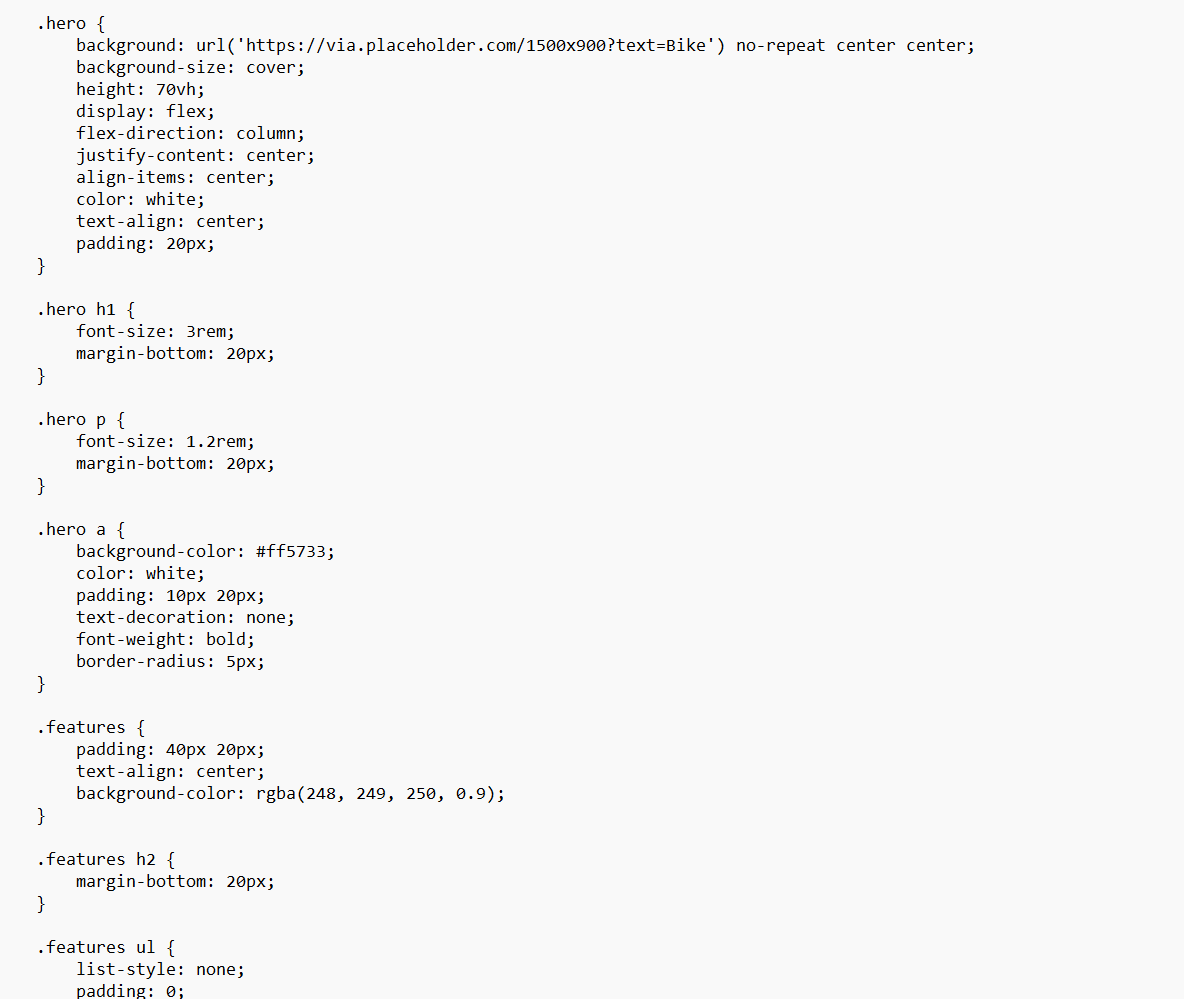 .hero {
    background: url('https://via.placeholder.com/1500x900?text=Bike') no-repeat center center;
    background-size: cover;
    height: 70vh;
    display: flex;
    flex-direction: column;
    justify-content: center;
    align-items: center;
    color: white;
    text-align: center;
    padding: 20px;
}

.hero h1 {
    font-size: 3rem;
    margin-bottom: 20px;
}

.hero p {
    font-size: 1.2rem;
    margin-bottom: 20px;
}

.hero a {
    background-color: #ff5733;
    color: white;
    padding: 10px 20px;
    text-decoration: none;
    font-weight: bold;
    border-radius: 5px;
}

.features {
    padding: 40px 20px;
    text-align: center;
    background-color: rgba(248, 249, 250, 0.9);
}

.features h2 {
    margin-bottom: 20px;
}

.features ul {
    list-style: none;
    padding: 0;